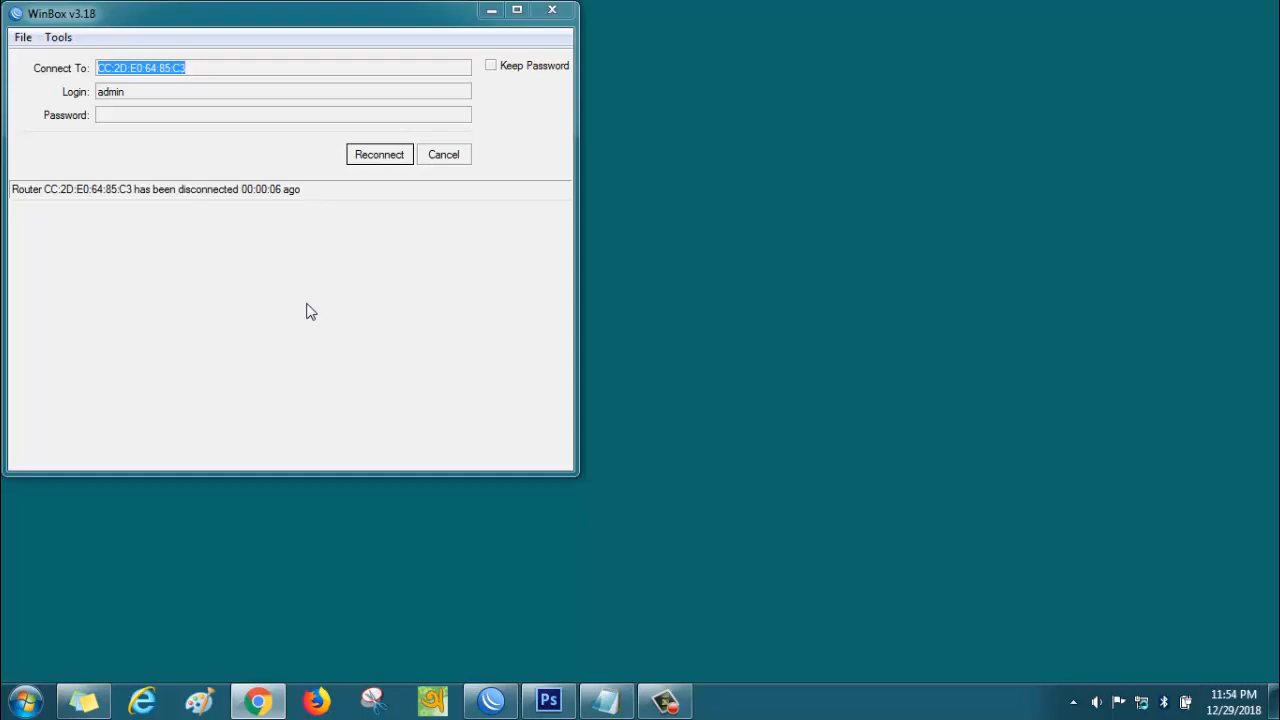 WinBox v3.18
File Tools
Connect To: CC:2D:E0:64:85:C3
Keep Password
Login: admin
Password:
Reconnect Cancel
Router CC:2D:E0:64:85:C3 has been disconnected 00:00:06 ago
Ps
11:54 PM
12/29/2018